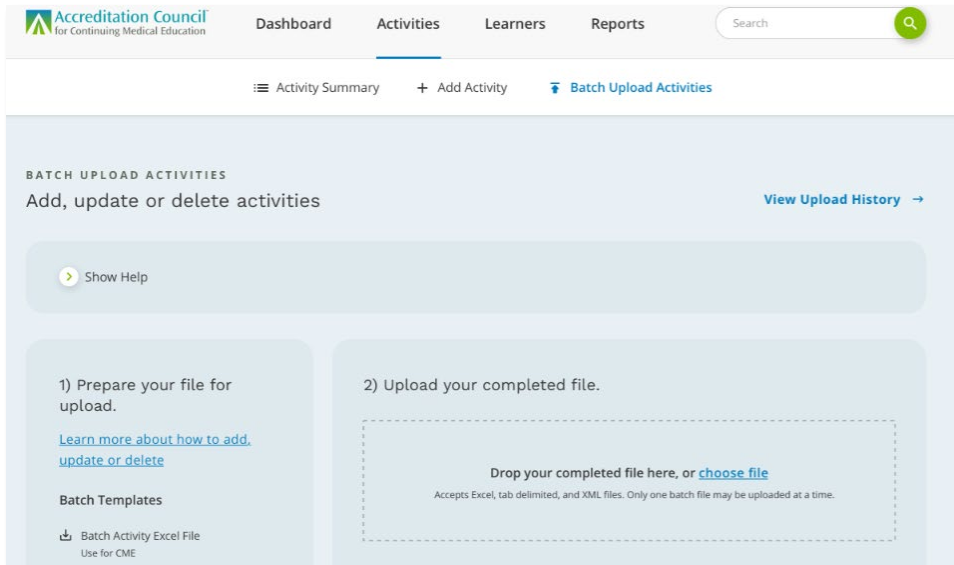 Accreditation Council
for Continuing Medical Education
Dashboard
Activities
Learners
Reports
Search
Activity Summary
+ Add Activity
Batch Upload Activities
BATCH UPLOAD ACTIVITIES
Add, update or delete activities
View Upload History →
Show Help
1) Prepare your file for
upload.
Learn more about how to add,
update or delete
Batch Templates
Batch Activity Excel File
Use for CME
2) Upload your completed file.
Drop your completed file here, or choose file
Accepts Excel, tab delimited, and XML files. Only one batch file may be uploaded at a time.